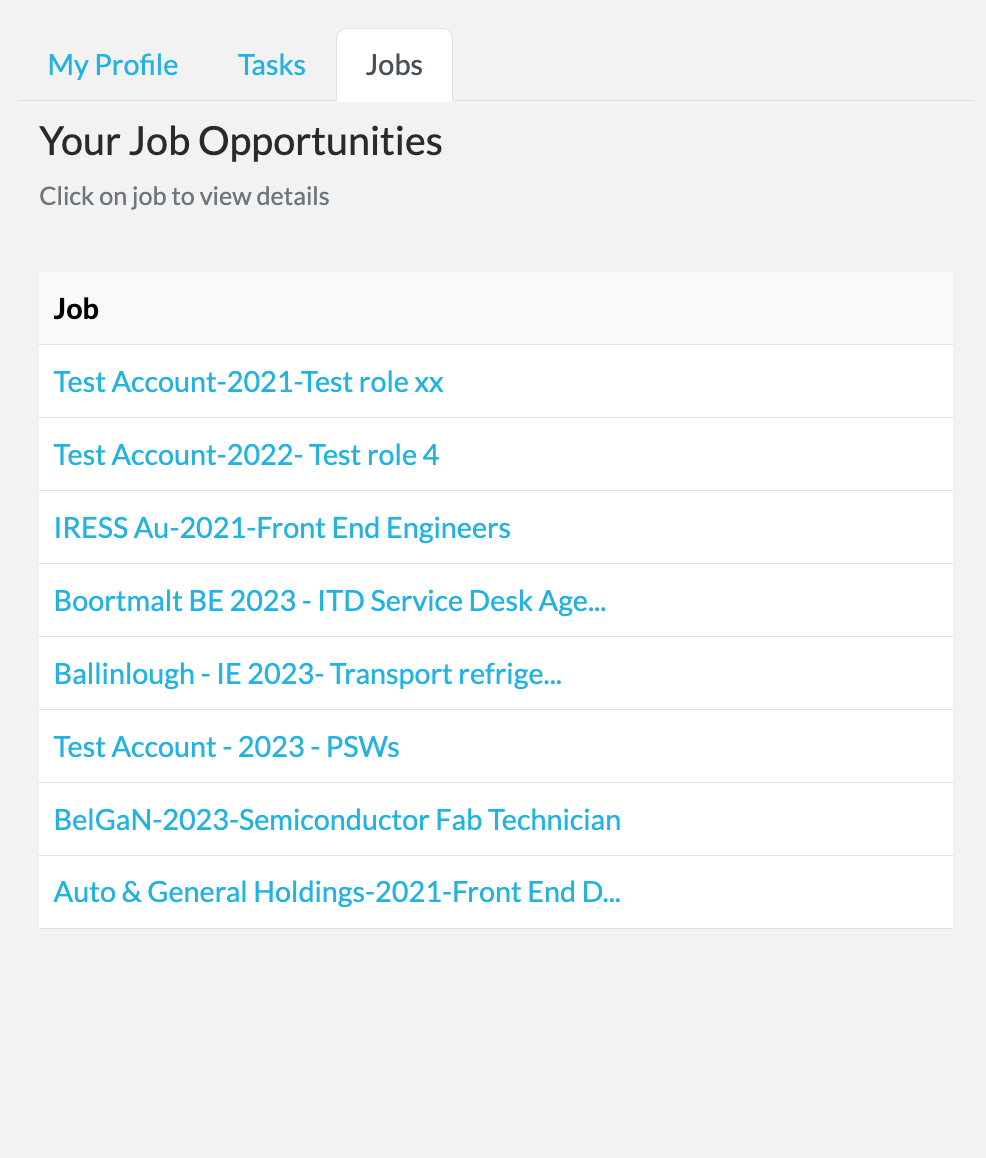 My Profile Tasks Jobs
Your Job Opportunities
Click on job to view details
Job
Test Account-2021-Test role xx
Test Account-2022- Test role 4
IRESS Au-2021-Front End Engineers
Boortmalt BE 2023 - ITD Service Desk Age...
Ballinlough - IE 2023- Transport refrige...
Test Account - 2023 - PSWs
BelGaN-2023-Semiconductor Fab Technician
Auto & General Holdings-2021-Front End D...